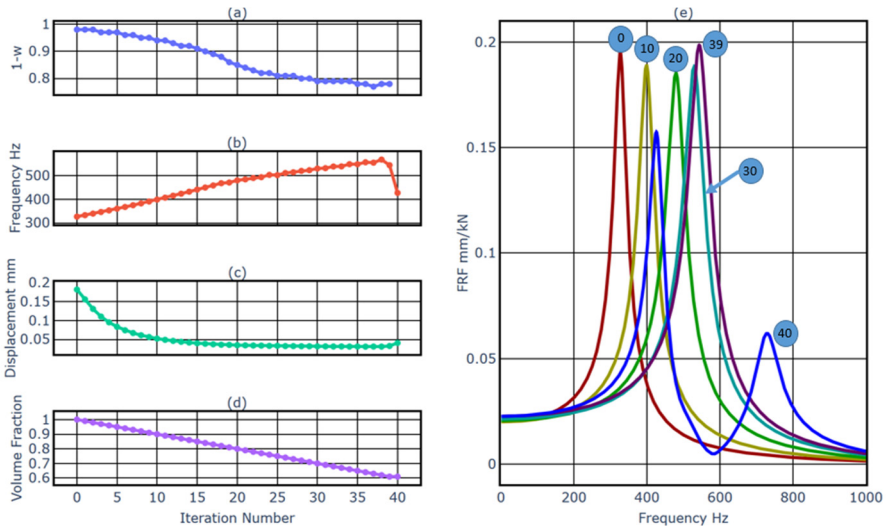 (a)
1-w
1
0.9
0.8
(b)
Frequency Hz
500
400
300
(c)
Displacement mm
0.2
0.15
0.1
0.05
(d)
Volume Fraction
1
0.9
0.8
0.7
0.6
0 5 10 15 20 25 30 35 40
Iteration Number
(e)
FRF mm/kN
0.2
0.15
0.1
0.05
0
0 10 20 39
30
40
0 200 400 600 800 1000
Frequency Hz